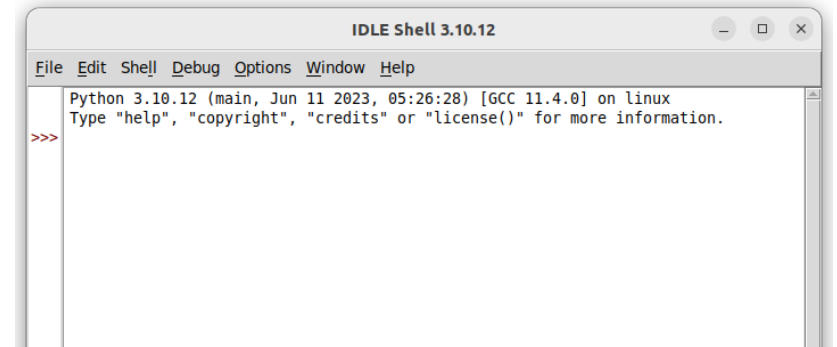 IDLE Shell 3.10.12
File Edit Shell Debug Options Window Help
Python 3.10.12 (main, Jun 11 2023, 05:26:28) [GCC 11.4.0] on linux
Type "help", "copyright", "credits" or "license()" for more information.
>>>